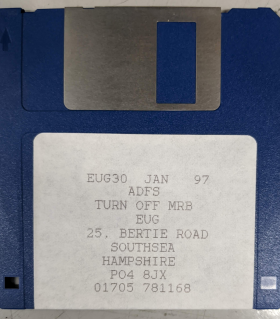 EUG30 JAN 97
ADFS
TURN OFF MRB
EUG
25. BERTIE ROAD
SOUTHSEA
HAMPSHIRE
PO4 8JX
01705 781168